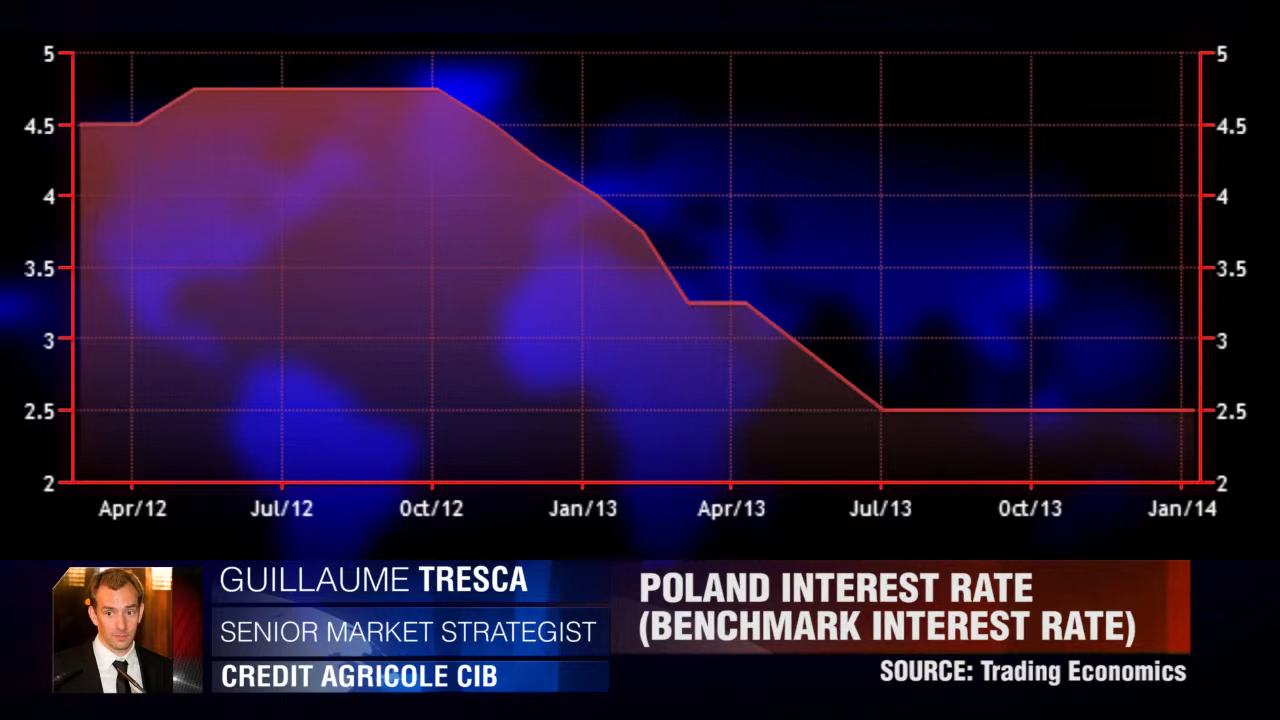 5 5
4.5 4.5
4 4
3.5 3.5
3 3
2.5 2.5
2 2
Apr/12 Jul/12 Oct/12 Jan/13 Apr/13 Jul/13 Oct/13 Jan/14
GUILLAUME TRESCA
SENIOR MARKET STRATEGIST
CREDIT AGRICOLE CIB
POLAND INTEREST RATE
(BENCHMARK INTEREST RATE)
SOURCE: Trading Economics